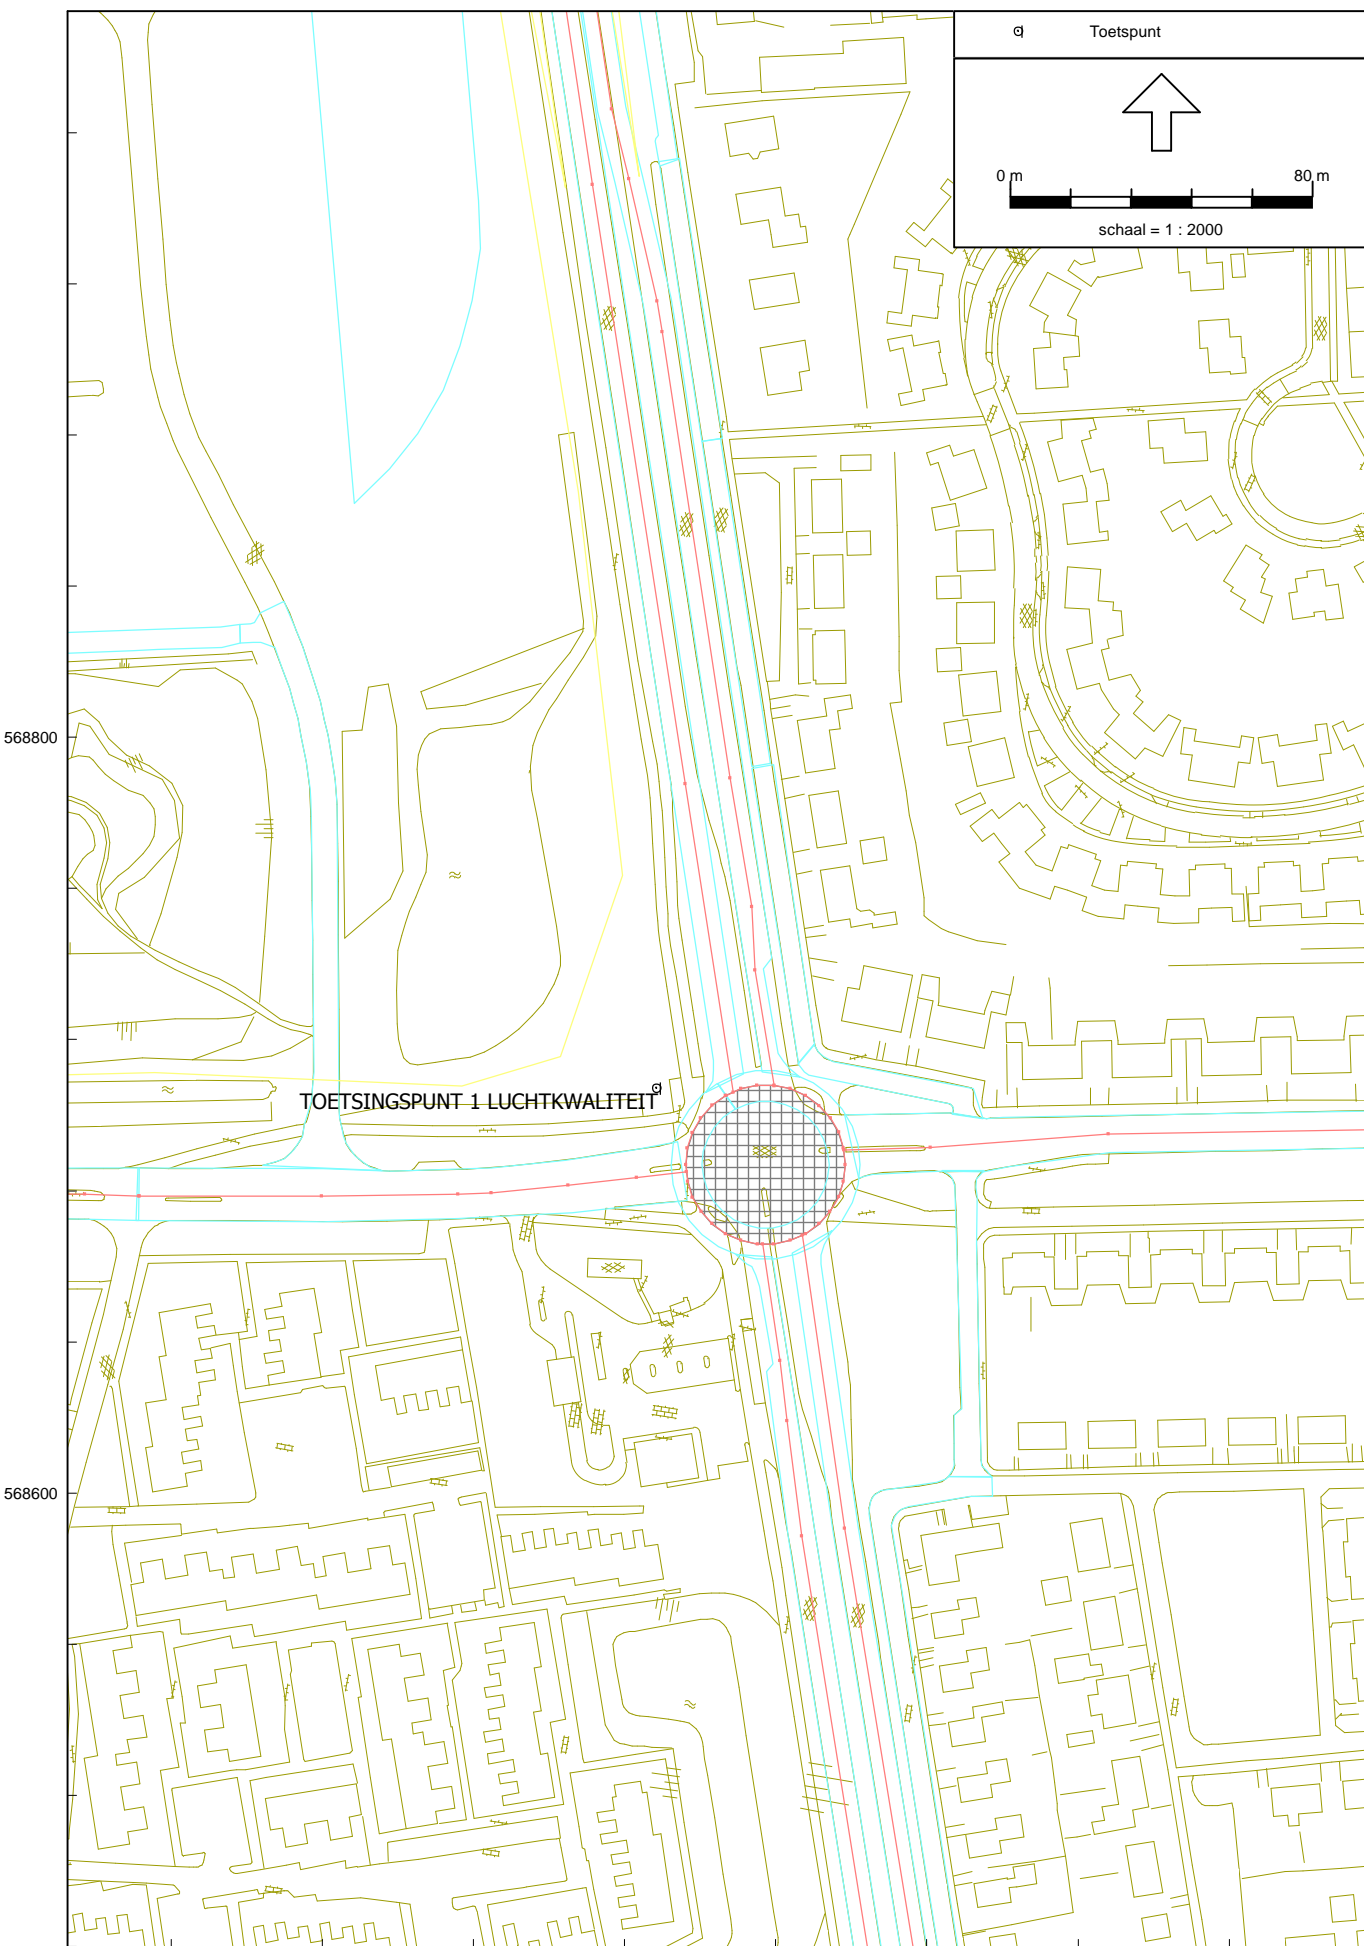 Toetspunt
0 m 80 m
schaal = 1 : 2000
568800
TOETSINGSPUNT 1 LUCHTKWALITEIT
568600